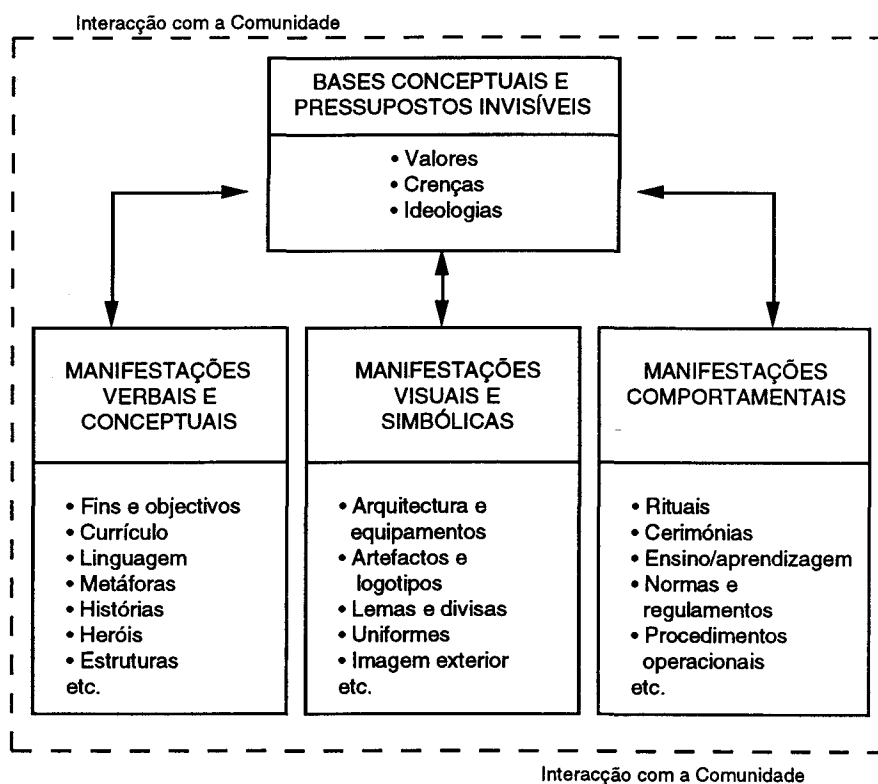 Interacção com a Comunidade
BASES CONCEPTUAIS E
PRESSUPOSTOS INVISÍVEIS
• Valores
• Crenças
• Ideologias
MANIFESTAÇÕES
VERBAIS E
CONCEPTUAIS
• Fins e objectivos
• Currículo
• Linguagem
• Metáforas
• Histórias
• Heróis
• Estruturas
etc.
MANIFESTAÇÕES
VISUAIS E
SIMBÓLICAS
• Arquitectura e
equipamentos
• Artefactos e
logotipos
• Lemas e divisas
• Uniformes
• Imagem exterior
etc.
MANIFESTAÇÕES
COMPORTAMENTAIS
• Rituais
• Cerimónias
• Ensino/aprendizagem
• Normas e
regulamentos
• Procedimentos
operacionais
etc.
Interacção com a Comunidade